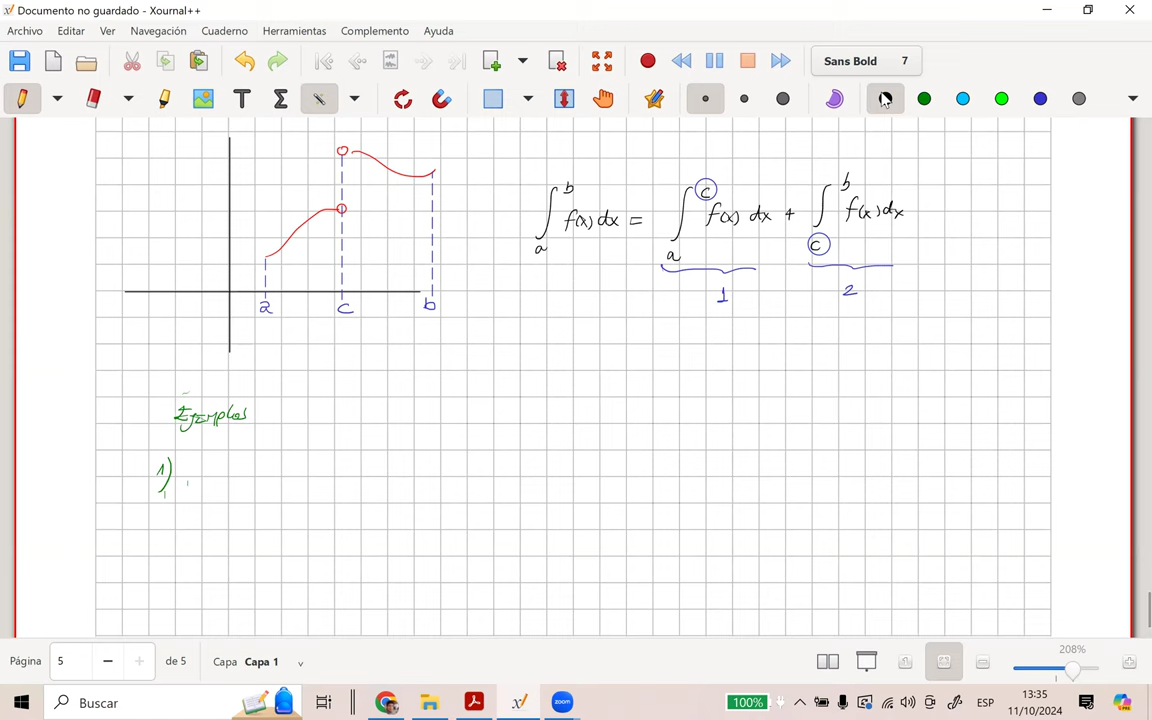 Documento no guardado - Xournal++
Archivo Editar Ver Navegación Cuaderno Herramientas Complemento Ayuda
Sans Bold 7
∫_a^b f(x) dx = ∫_a^c f(x) dx + ∫_c^b f(x) dx
1 2
a c b
Ejemplos
1)
Página 5 de 5 Capa Capa 1 208%
Buscar 100% ESP 13:35
11/10/2024